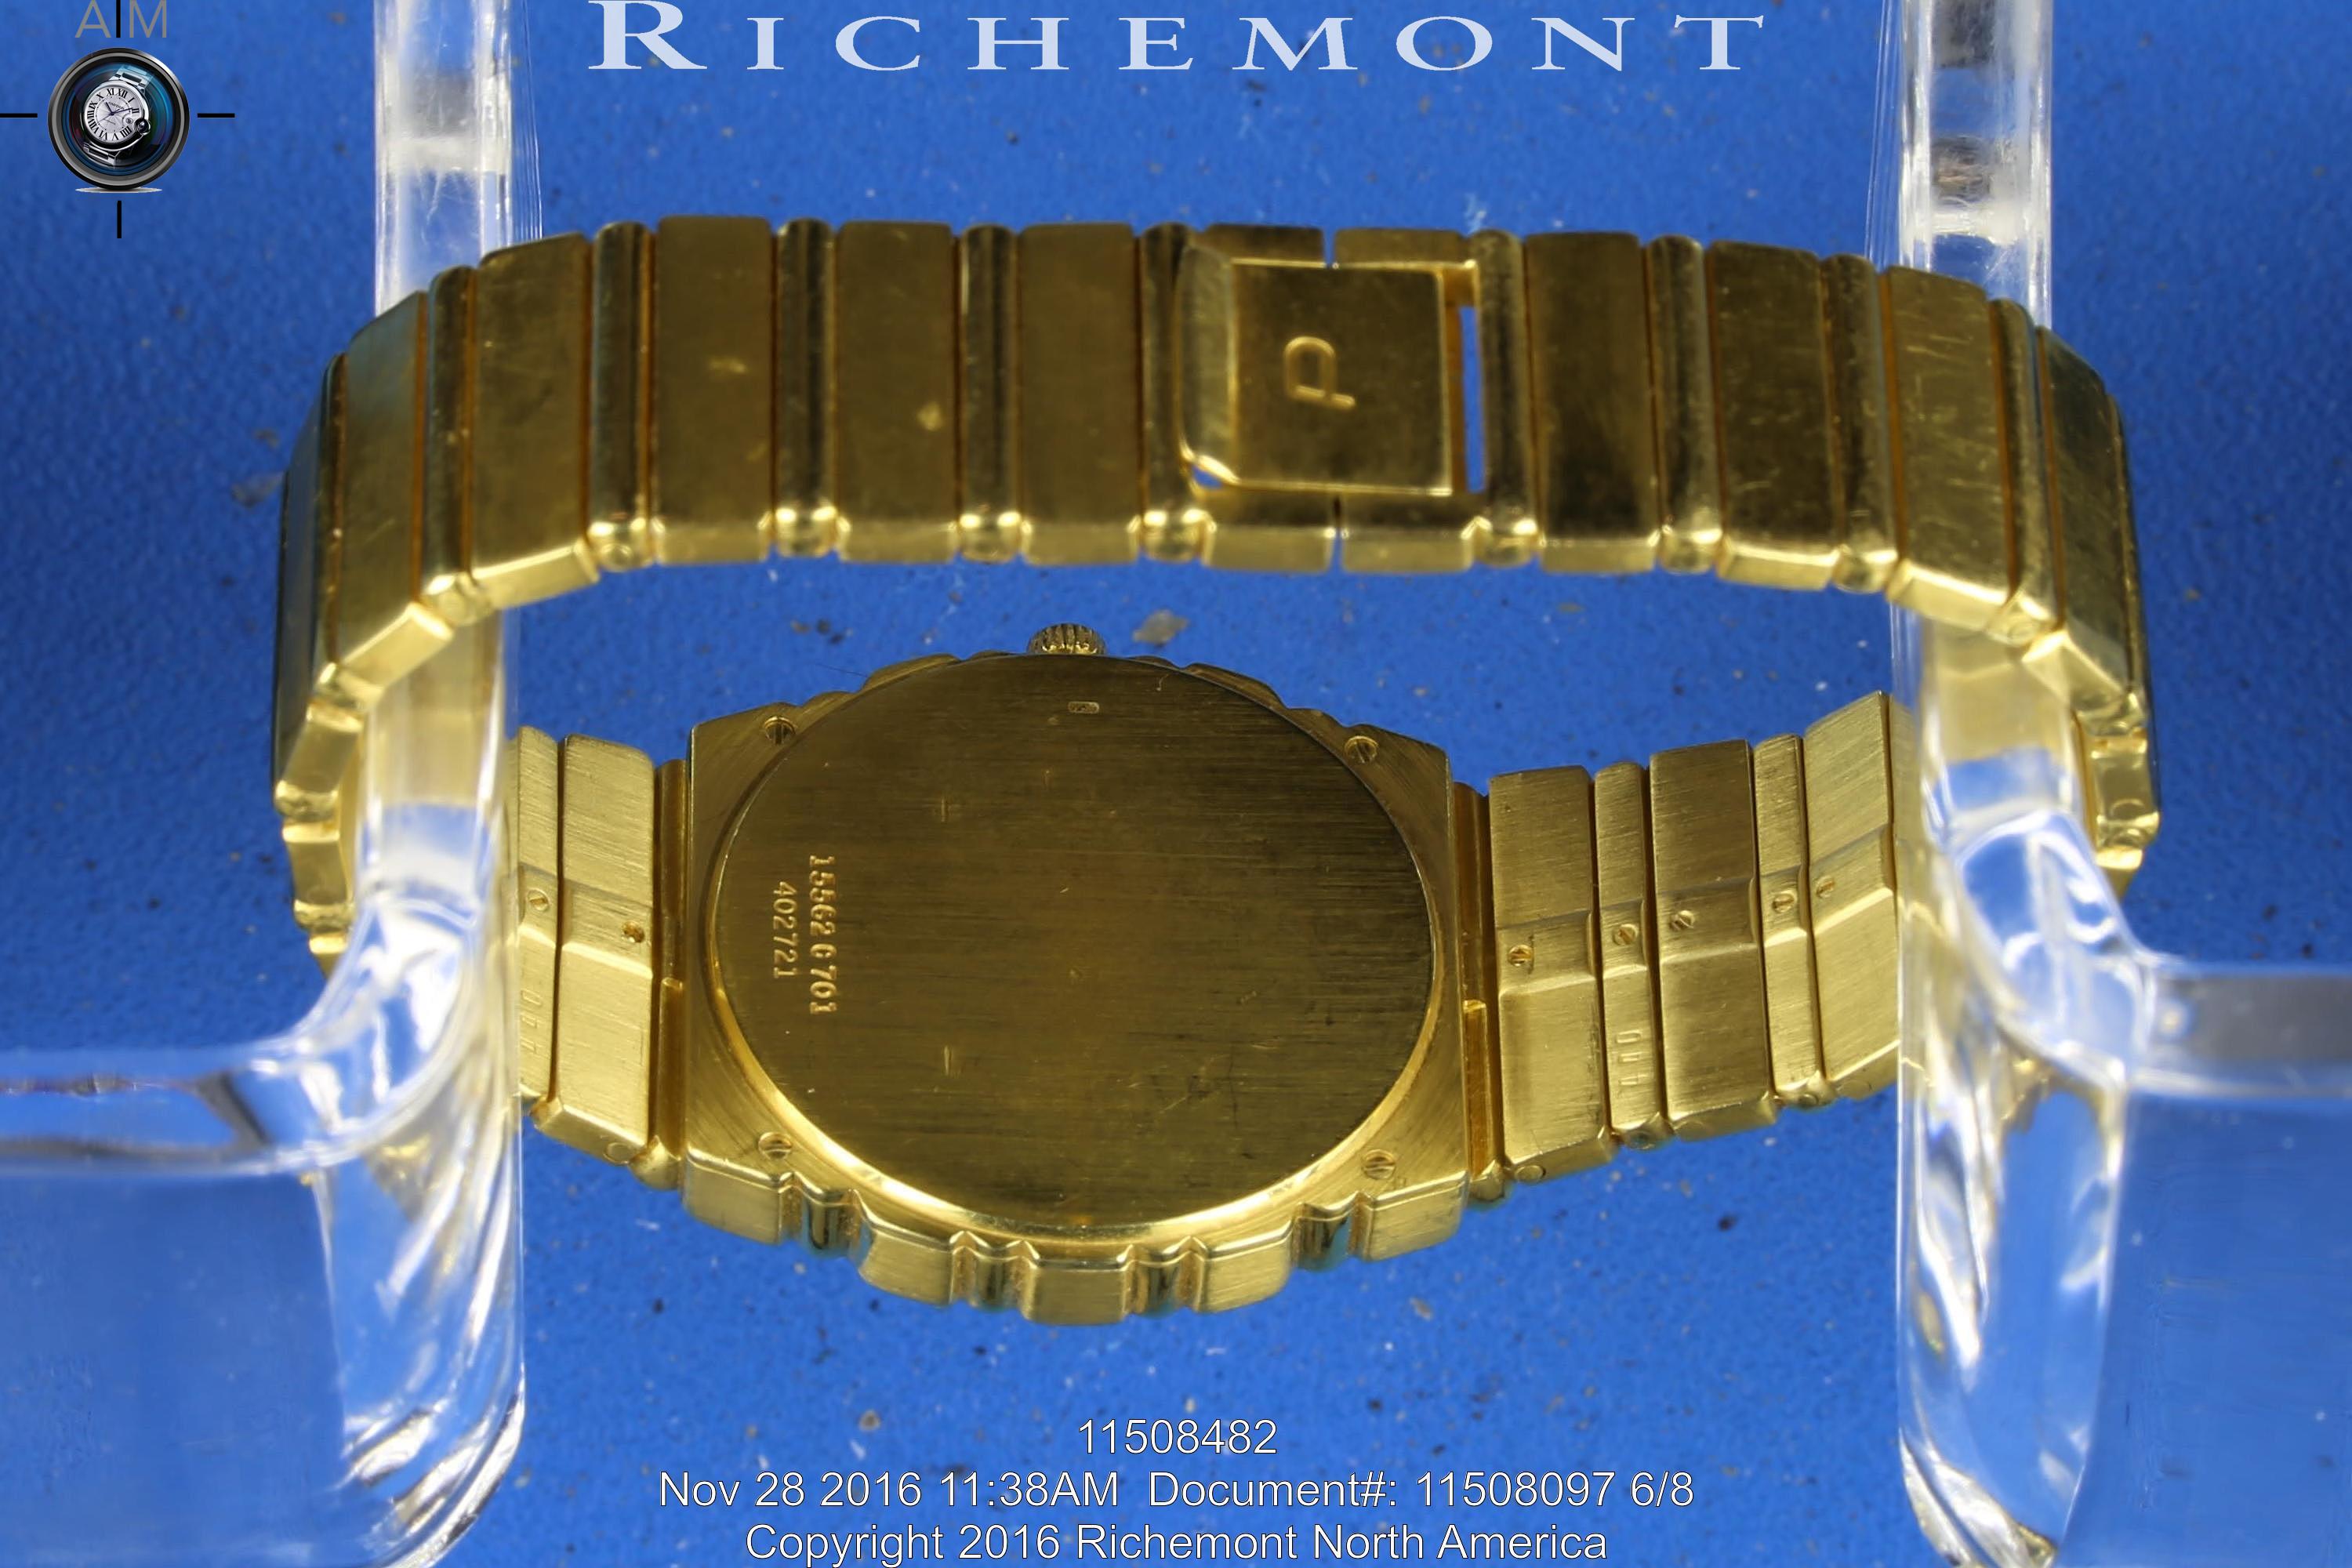 A|M
RICHEMONT
P
15562 C 701
402721
11508482
Nov 28 2016 11:38AM Document#: 11508097 6/8
Copyright 2016 Richemont North America